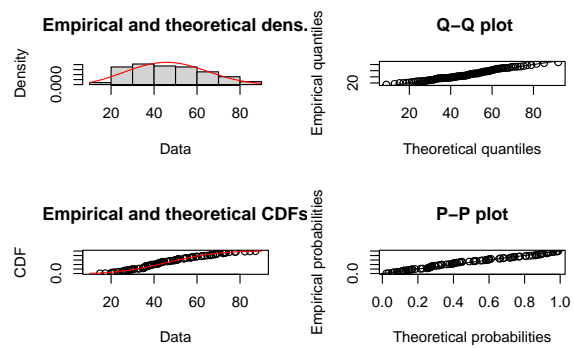 Empirical and theoretical dens.
Density
0.000
20 40 60 80
Data
Q−Q plot
Empirical quantiles
20
20 40 60 80
Theoretical quantiles
Empirical and theoretical CDFs
CDF
0.0
20 40 60 80
Data
P−P plot
Empirical probabilities
0.0
0.0 0.2 0.4 0.6 0.8 1.0
Theoretical probabilities